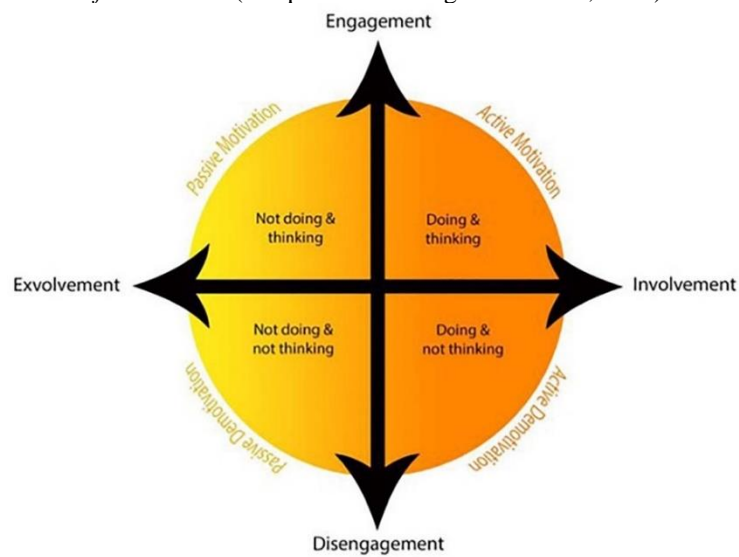 Engagement
Passive Motivation
Active Motivation
Not doing &
thinking
Doing &
thinking
Exvolvement
Involvement
Not doing &
not thinking
Doing &
not thinking
Passive Demotivation
Active Demotivation
Disengagement